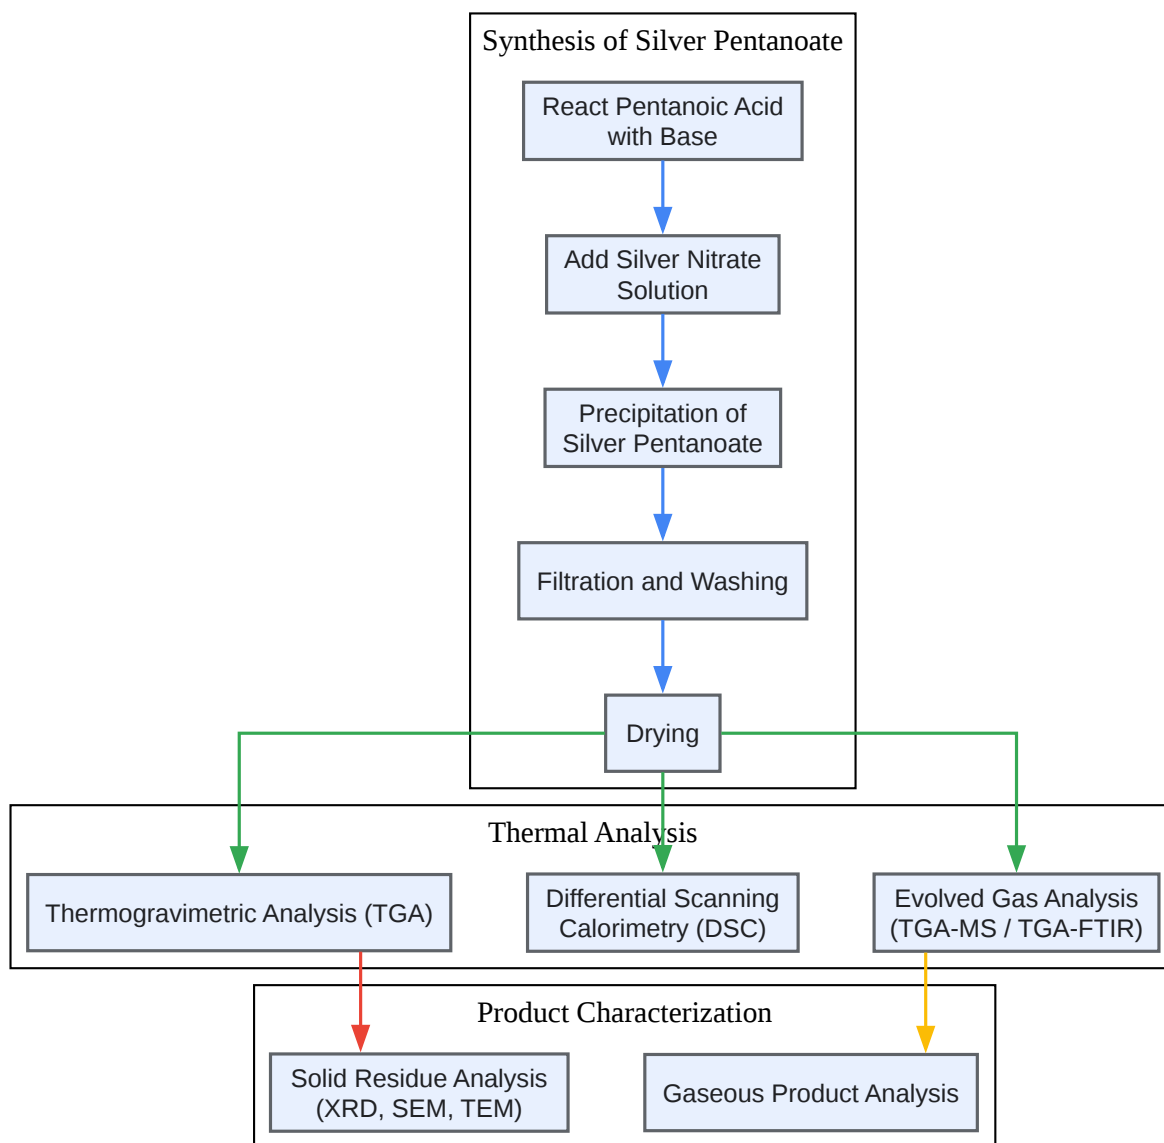 Synthesis of Silver Pentanoate
React Pentanoic Acid
with Base
Add Silver Nitrate
Solution
Precipitation of
Silver Pentanoate
Filtration and Washing
Drying
Thermal Analysis
Thermogravimetric Analysis (TGA)
Differential Scanning
Calorimetry (DSC)
Evolved Gas Analysis
(TGA-MS / TGA-FTIR)
Product Characterization
Solid Residue Analysis
(XRD, SEM, TEM)
Gaseous Product Analysis